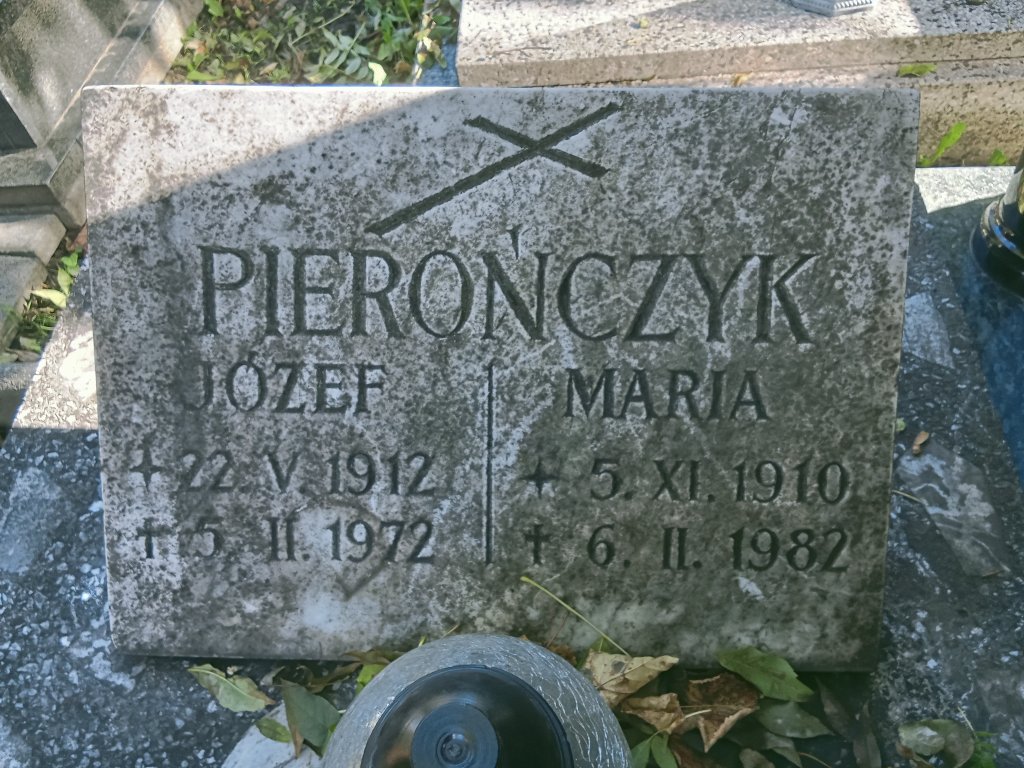 PIEROŃCZYK
JÓZEF
22. V. 1912
† 5. II. 1972
MARIA
5. XI. 1910
† 6. II. 1982